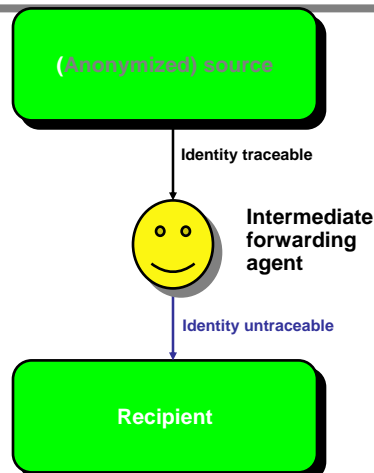 (Anonymized) source
Identity traceable
Intermediate
forwarding
agent
Identity untraceable
Recipient